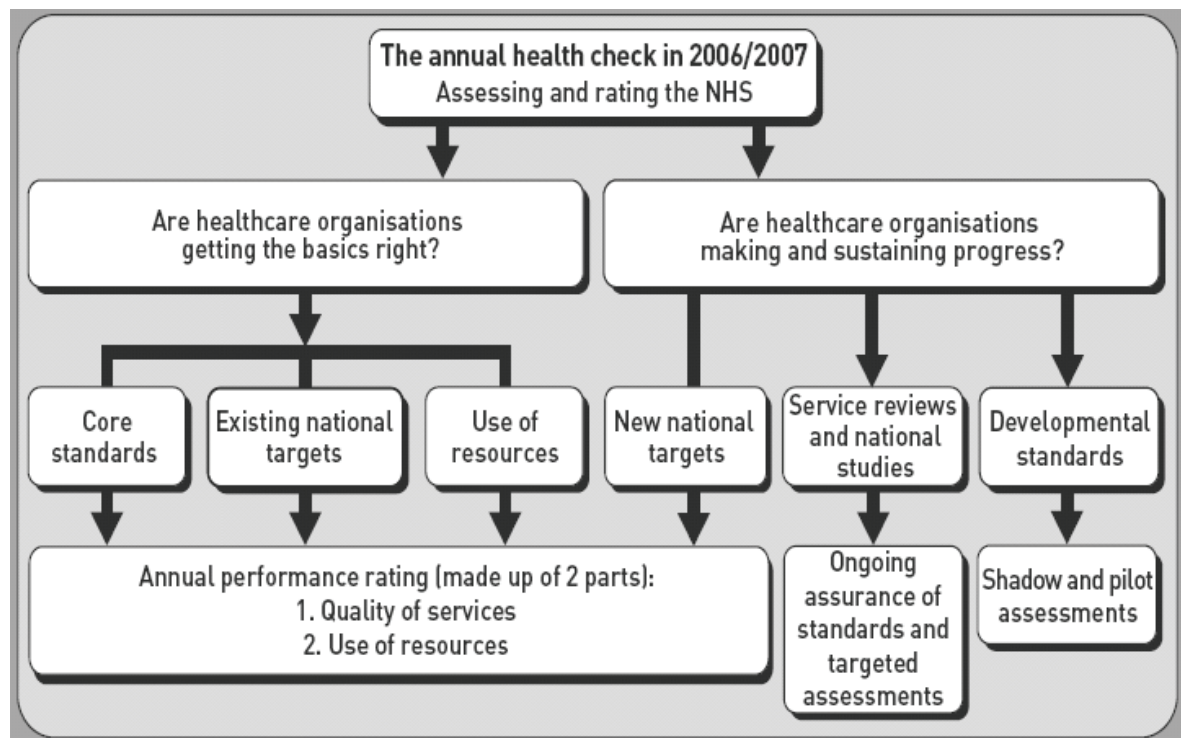 The annual health check in 2006/2007
Assessing and rating the NHS
Are healthcare organisations
getting the basics right?
Are healthcare organisations
making and sustaining progress?
Core
standards
Existing national
targets
Use of
resources
New national
targets
Service reviews
and national
studies
Developmental
standards
Annual performance rating (made up of 2 parts):
1. Quality of services
2. Use of resources
Ongoing
assurance of
standards and
targeted
assessments
Shadow and pilot
assessments